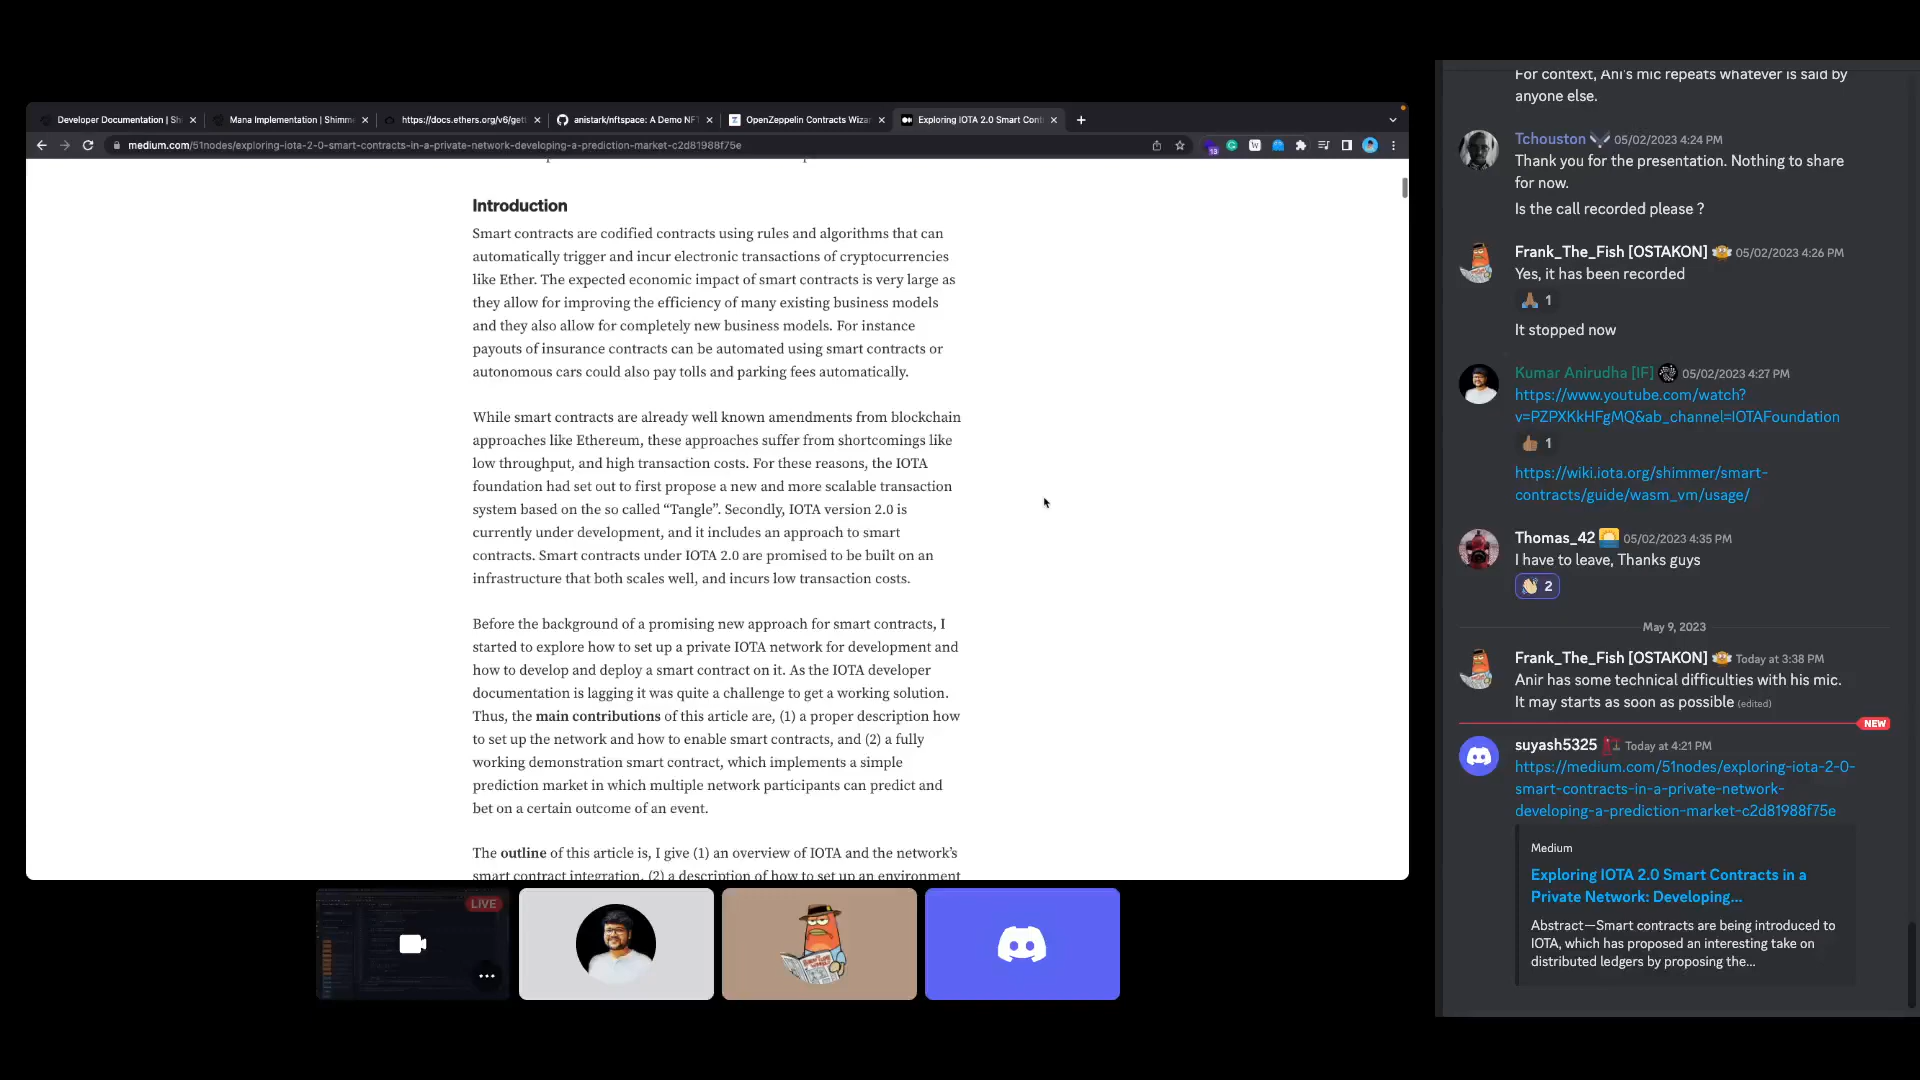 Developer Documentation | Sh
Mana Implementation | Shimme
https://docs.ethers.org/v6/gett
anistark/nftspace: A Demo NFT
OpenZeppelin Contracts Wizar
Exploring IOTA 2.0 Smart Cont
medium.com/51nodes/exploring-iota-2-0-smart-contracts-in-a-private-network-developing-a-prediction-market-c2d81988f75e
13
Introduction
Smart contracts are codified contracts using rules and algorithms that can
automatically trigger and incur electronic transactions of cryptocurrencies
like Ether. The expected economic impact of smart contracts is very large as
they allow for improving the efficiency of many existing business models
and they also allow for completely new business models. For instance
payouts of insurance contracts can be automated using smart contracts or
autonomous cars could also pay tolls and parking fees automatically.
While smart contracts are already well known amendments from blockchain
approaches like Ethereum, these approaches suffer from shortcomings like
low throughput, and high transaction costs. For these reasons, the IOTA
foundation had set out to first propose a new and more scalable transaction
system based on the so called “Tangle”. Secondly, IOTA version 2.0 is
currently under development, and it includes an approach to smart
contracts. Smart contracts under IOTA 2.0 are promised to be built on an
infrastructure that both scales well, and incurs low transaction costs.
Before the background of a promising new approach for smart contracts, I
started to explore how to set up a private IOTA network for development and
how to develop and deploy a smart contract on it. As the IOTA developer
documentation is lagging it was quite a challenge to get a working solution.
Thus, the main contributions of this article are, (1) a proper description how
to set up the network and how to enable smart contracts, and (2) a fully
working demonstration smart contract, which implements a simple
prediction market in which multiple network participants can predict and
bet on a certain outcome of an event.
The outline of this article is, I give (1) an overview of IOTA and the network’s
smart contract integration, (2) a description of how to set up an environment
LIVE
For context, Ani's mic repeats whatever is said by
anyone else.
Tchouston 05/02/2023 4:24 PM
Thank you for the presentation. Nothing to share
for now.
Is the call recorded please ?
Frank_The_Fish [OSTAKON] 05/02/2023 4:26 PM
Yes, it has been recorded
1
It stopped now
Kumar Anirudha [IF] 05/02/2023 4:27 PM
https://www.youtube.com/watch?
v=PZPXKkHFgMQ&ab_channel=IOTAFoundation
1
https://wiki.iota.org/shimmer/smart-
contracts/guide/wasm_vm/usage/
Thomas_42 05/02/2023 4:35 PM
I have to leave, Thanks guys
2
May 9, 2023
Frank_The_Fish [OSTAKON] Today at 3:38 PM
Anir has some technical difficulties with his mic.
It may starts as soon as possible (edited)
NEW
suyash5325 Today at 4:21 PM
https://medium.com/51nodes/exploring-iota-2-0-
smart-contracts-in-a-private-network-
developing-a-prediction-market-c2d81988f75e
Medium
Exploring IOTA 2.0 Smart Contracts in a
Private Network: Developing...
Abstract—Smart contracts are being introduced to
IOTA, which has proposed an interesting take on
distributed ledgers by proposing the...